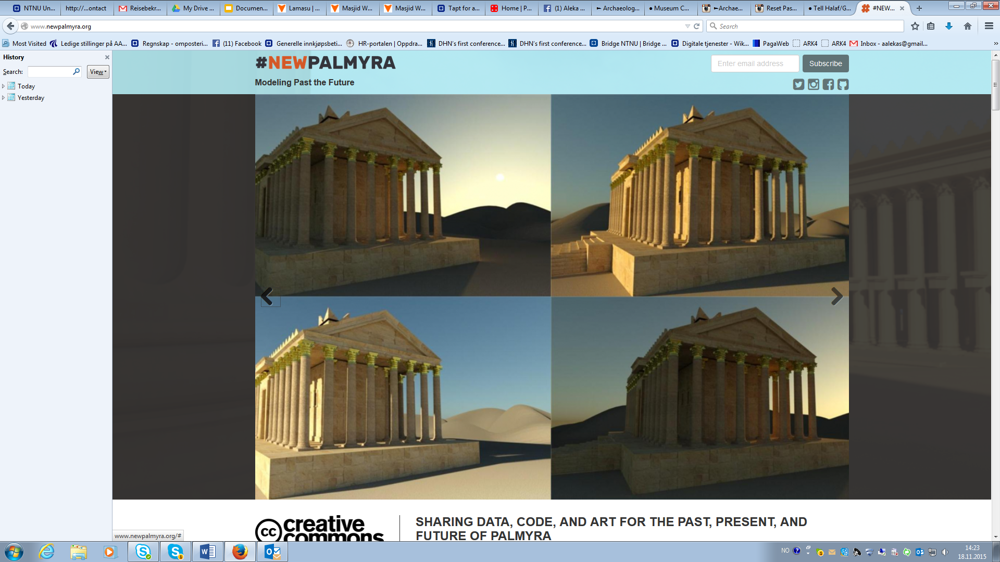 NTNU Un...
http://...ontact
Reisebekr...
My Drive ...
Documen...
Lamasu | ...
Masjid W...
Masjid W...
Tapt for a...
Home | P...
(1) Aleka ...
Archaeolog...
● Museum C...
Archae...
Reset Pas...
● Tell Halaf/G...
#NEW...
www.newpalmyra.org
Search
Most Visited
Ledige stillinger på AA...
Regnskap - omposteri...
(11) Facebook
Generelle innkjøpsbeti...
HR-portalen | Oppdra...
DHN's first conference...
DHN's first conference...
Bridge NTNU | Bridge ...
Digitale tjenester - Wik...
PagaWeb
ARK4
ARK4
Inbox - aalekas@gmail...
History
Search:
View
Today
Yesterday
#NEWPALMYRA
Modeling Past the Future
Enter email address
Subscribe
cc creative
commons
SHARING DATA, CODE, AND ART FOR THE PAST, PRESENT, AND
FUTURE OF PALMYRA
www.newpalmyra.org/#
NO
14:23
18.11.2015